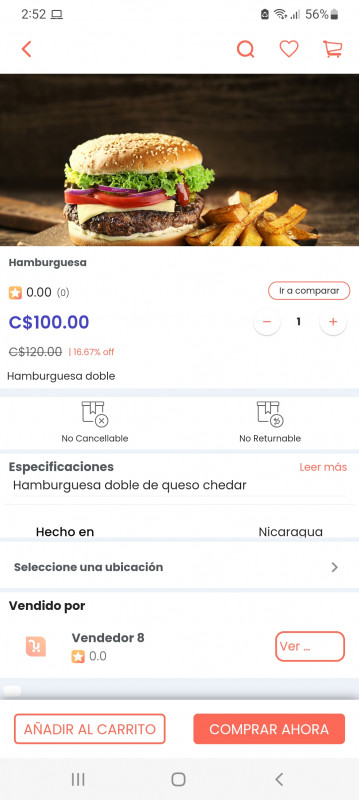 2:52
56%
Hamburguesa
0.00 (0)
Ir a comparar
C$100.00
1
C$120.00 | 16.67% off
Hamburguesa doble
No Cancellable
No Returnable
Especificaciones
Leer más
Hamburguesa doble de queso chedar
Hecho en
Nicaragua
Seleccione una ubicación
Vendido por
Vendedor 8
0.0
Ver ...
AÑADIR AL CARRITO
COMPRAR AHORA